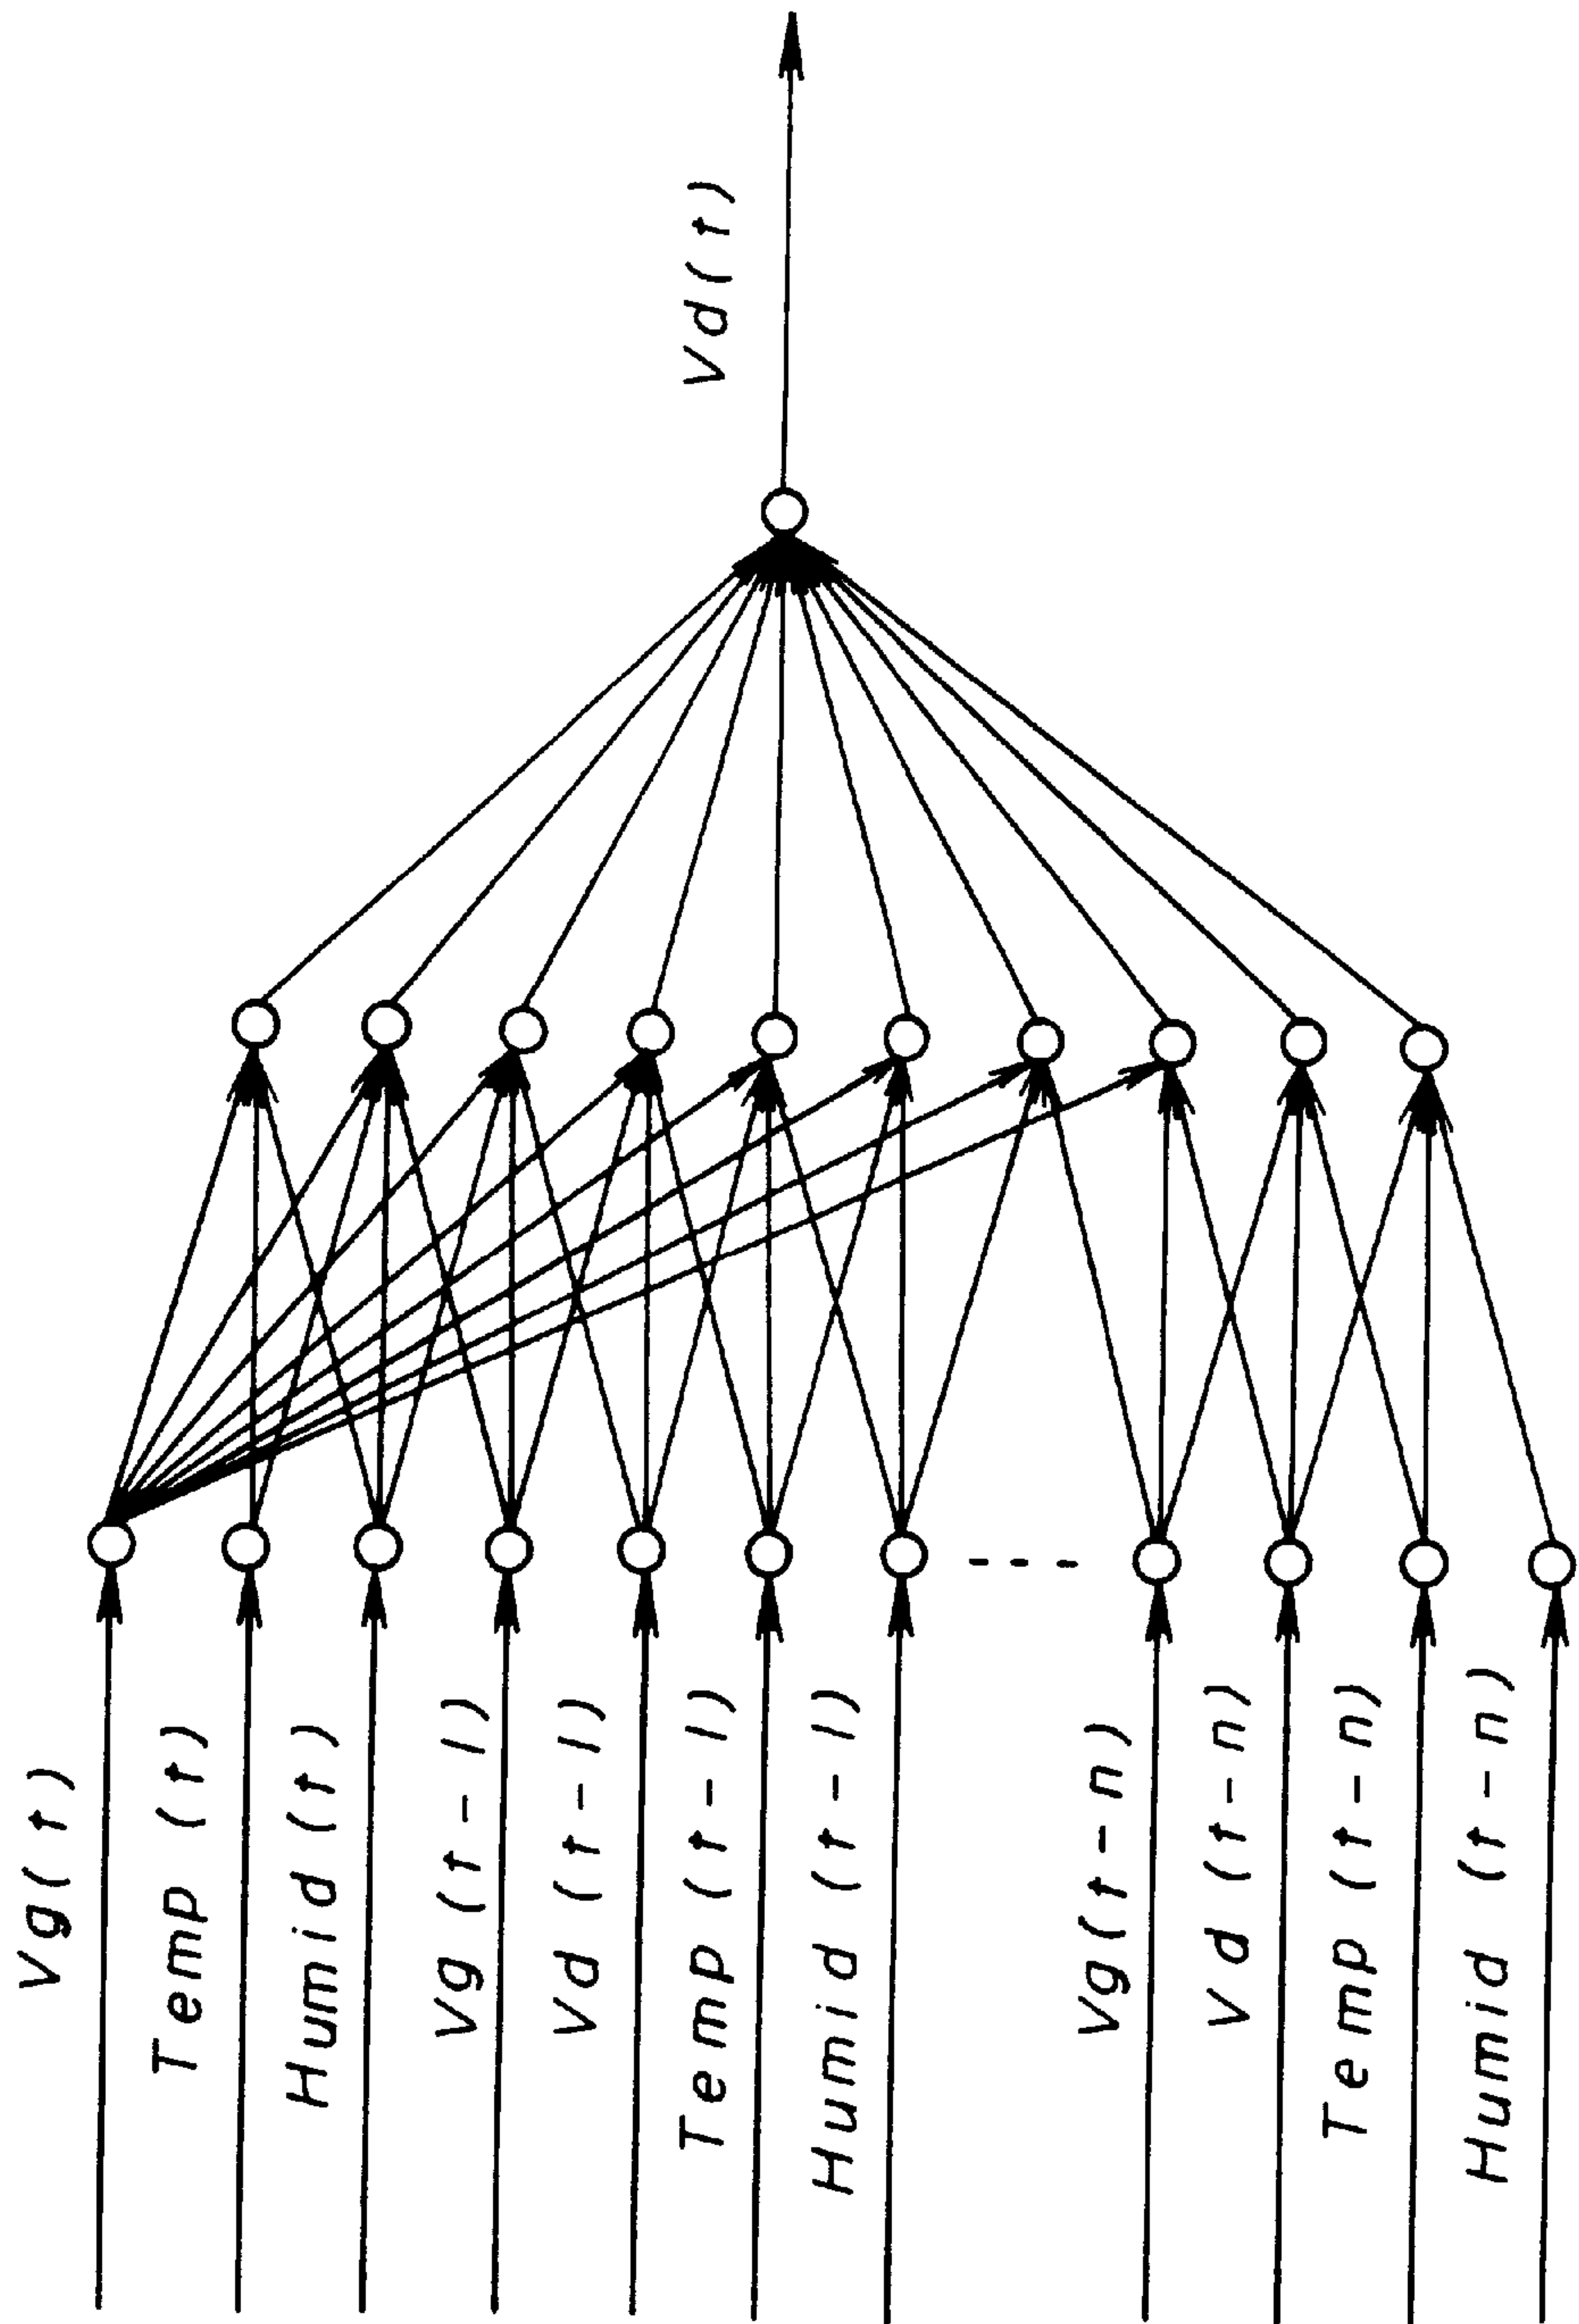 Vd(t)
Vg(t)
Temp (t)
Humid (t)
Vg (t-1)
Vd (t-1)
Temp (t-1)
Humid (t-1)
Vg(t-n)
Vd (t-n)
Temp (t-n)
Humid (t-n)